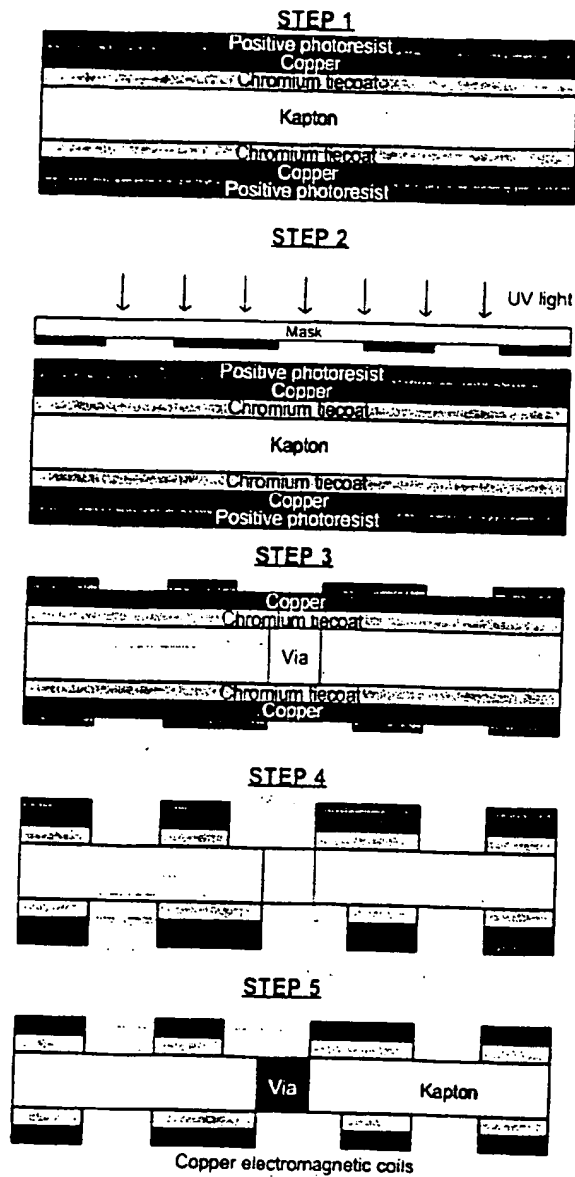 STEP 1
Positive photoresist
Copper
Chromium tiecoat
Kapton
Chromium tiecoat
Copper
Positive photoresist
STEP 2
UV light
Mask
Positive photoresist
Copper
Chromium tiecoat
Kapton
Chromium tiecoat
Copper
Positive photoresist
STEP 3
Copper
Chromium tiecoat
Via
Chromium tiecoat
Copper
STEP 4
STEP 5
Via
Kapton
Copper electromagnetic coils